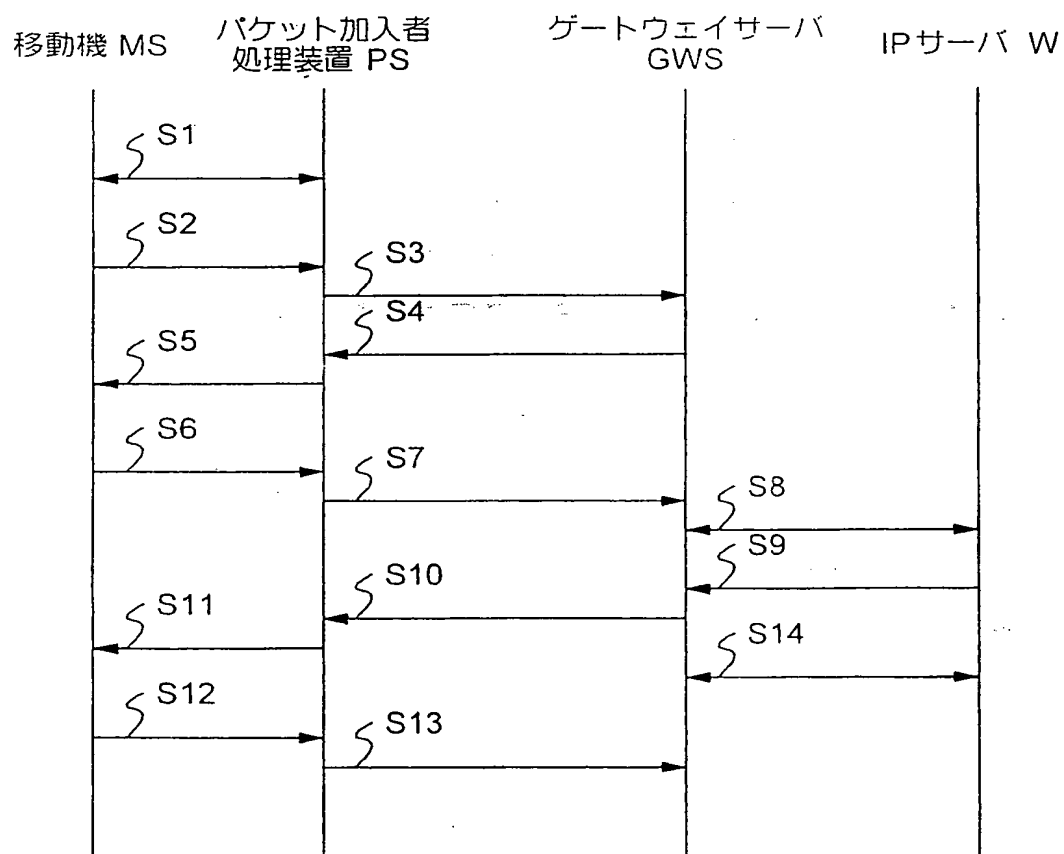 移動機 MS
パケット加入者
処理装置 PS
ゲートウェイサーバ
GWS
IPサーバ W
S1
S2
S3
S4
S5
S6
S7
S8
S9
S10
S11
S14
S12
S13